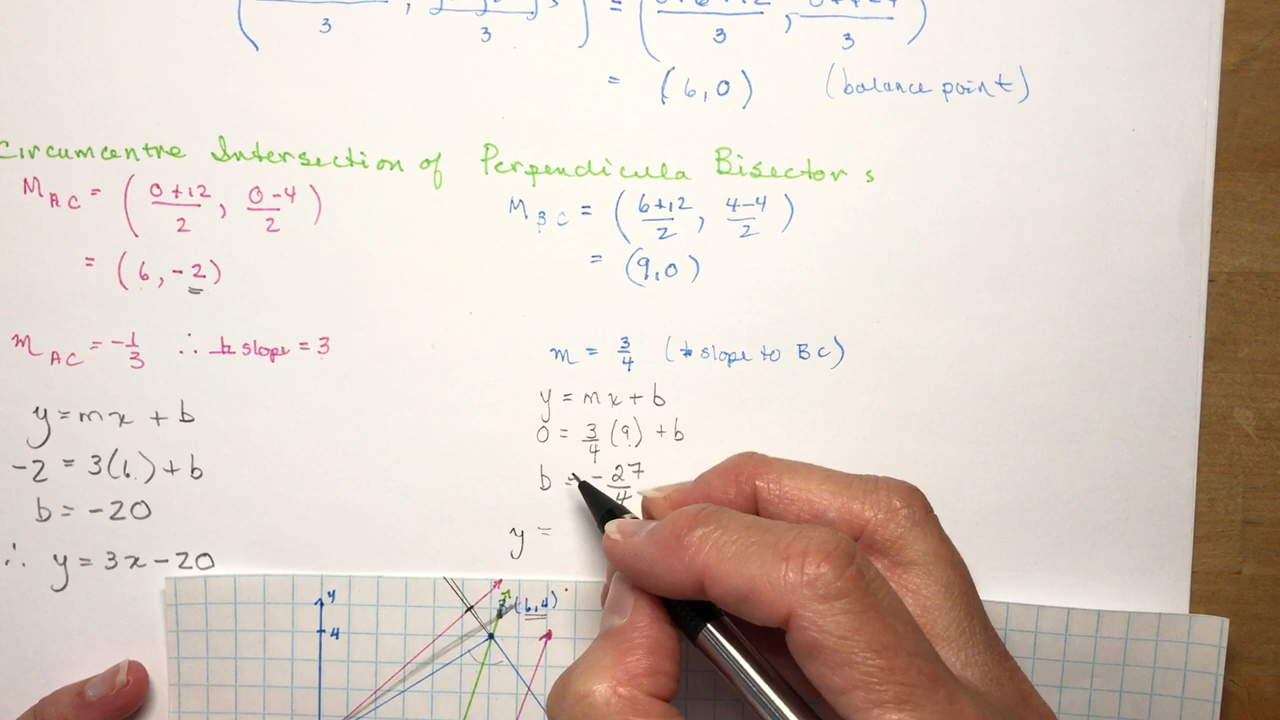 3 , 3 = 3 , 3
= (6,0) (balance point)
Circumcentre Intersection of Perpendicula Bisectors
M_AC = ( (0+12)/2 , (0-4)/2 )
= (6,-2)
m_AC = -1/3 ∴ ⊥ slope = 3
y = mx + b
-2 = 3(6) + b
b = -20
∴ y = 3x - 20
M_BC = ( (6+12)/2 , (4-4)/2 )
= (9,0)
m = 3/4 (⊥ slope to BC)
y = mx + b
0 = 3/4 (9) + b
b = -27/4
y =
y
B (6,4)
4